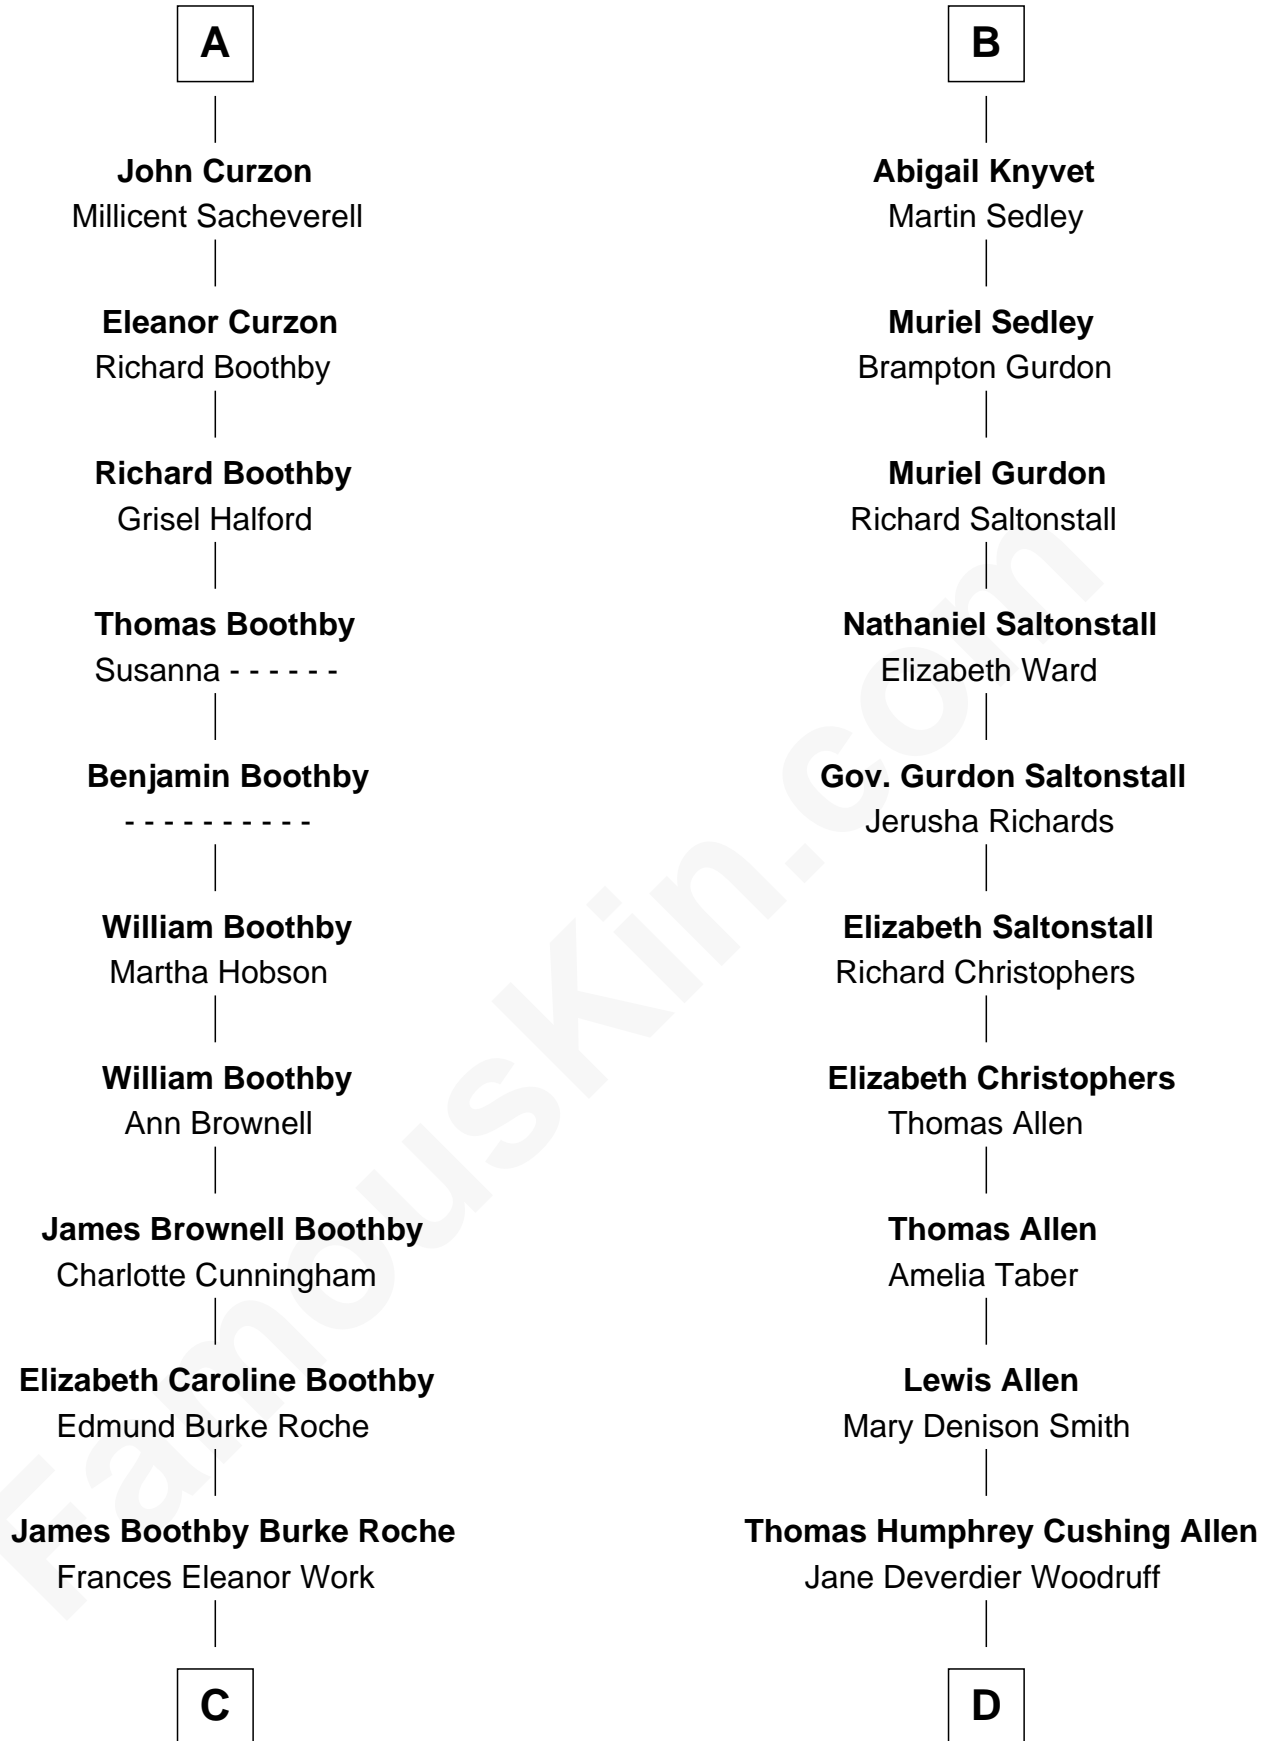 A
John Curzon
Millicent Sacheverell
Eleanor Curzon
Richard Boothby
Richard Boothby
Grisel Halford
Thomas Boothby
Susanna - - - - - -
Benjamin Boothby
- - - - - - - - - -
William Boothby
Martha Hobson
William Boothby
Ann Brownell
James Brownell Boothby
Charlotte Cunningham
Elizabeth Caroline Boothby
Edmund Burke Roche
James Boothby Burke Roche
Frances Eleanor Work
C
B
Abigail Knyvet
Martin Sedley
Muriel Sedley
Brampton Gurdon
Muriel Gurdon
Richard Saltonstall
Nathaniel Saltonstall
Elizabeth Ward
Gov. Gurdon Saltonstall
Jerusha Richards
Elizabeth Saltonstall
Richard Christophers
Elizabeth Christophers
Thomas Allen
Thomas Allen
Amelia Taber
Lewis Allen
Mary Denison Smith
Thomas Humphrey Cushing Allen
Jane Deverdier Woodruff
D
FamousKin.com